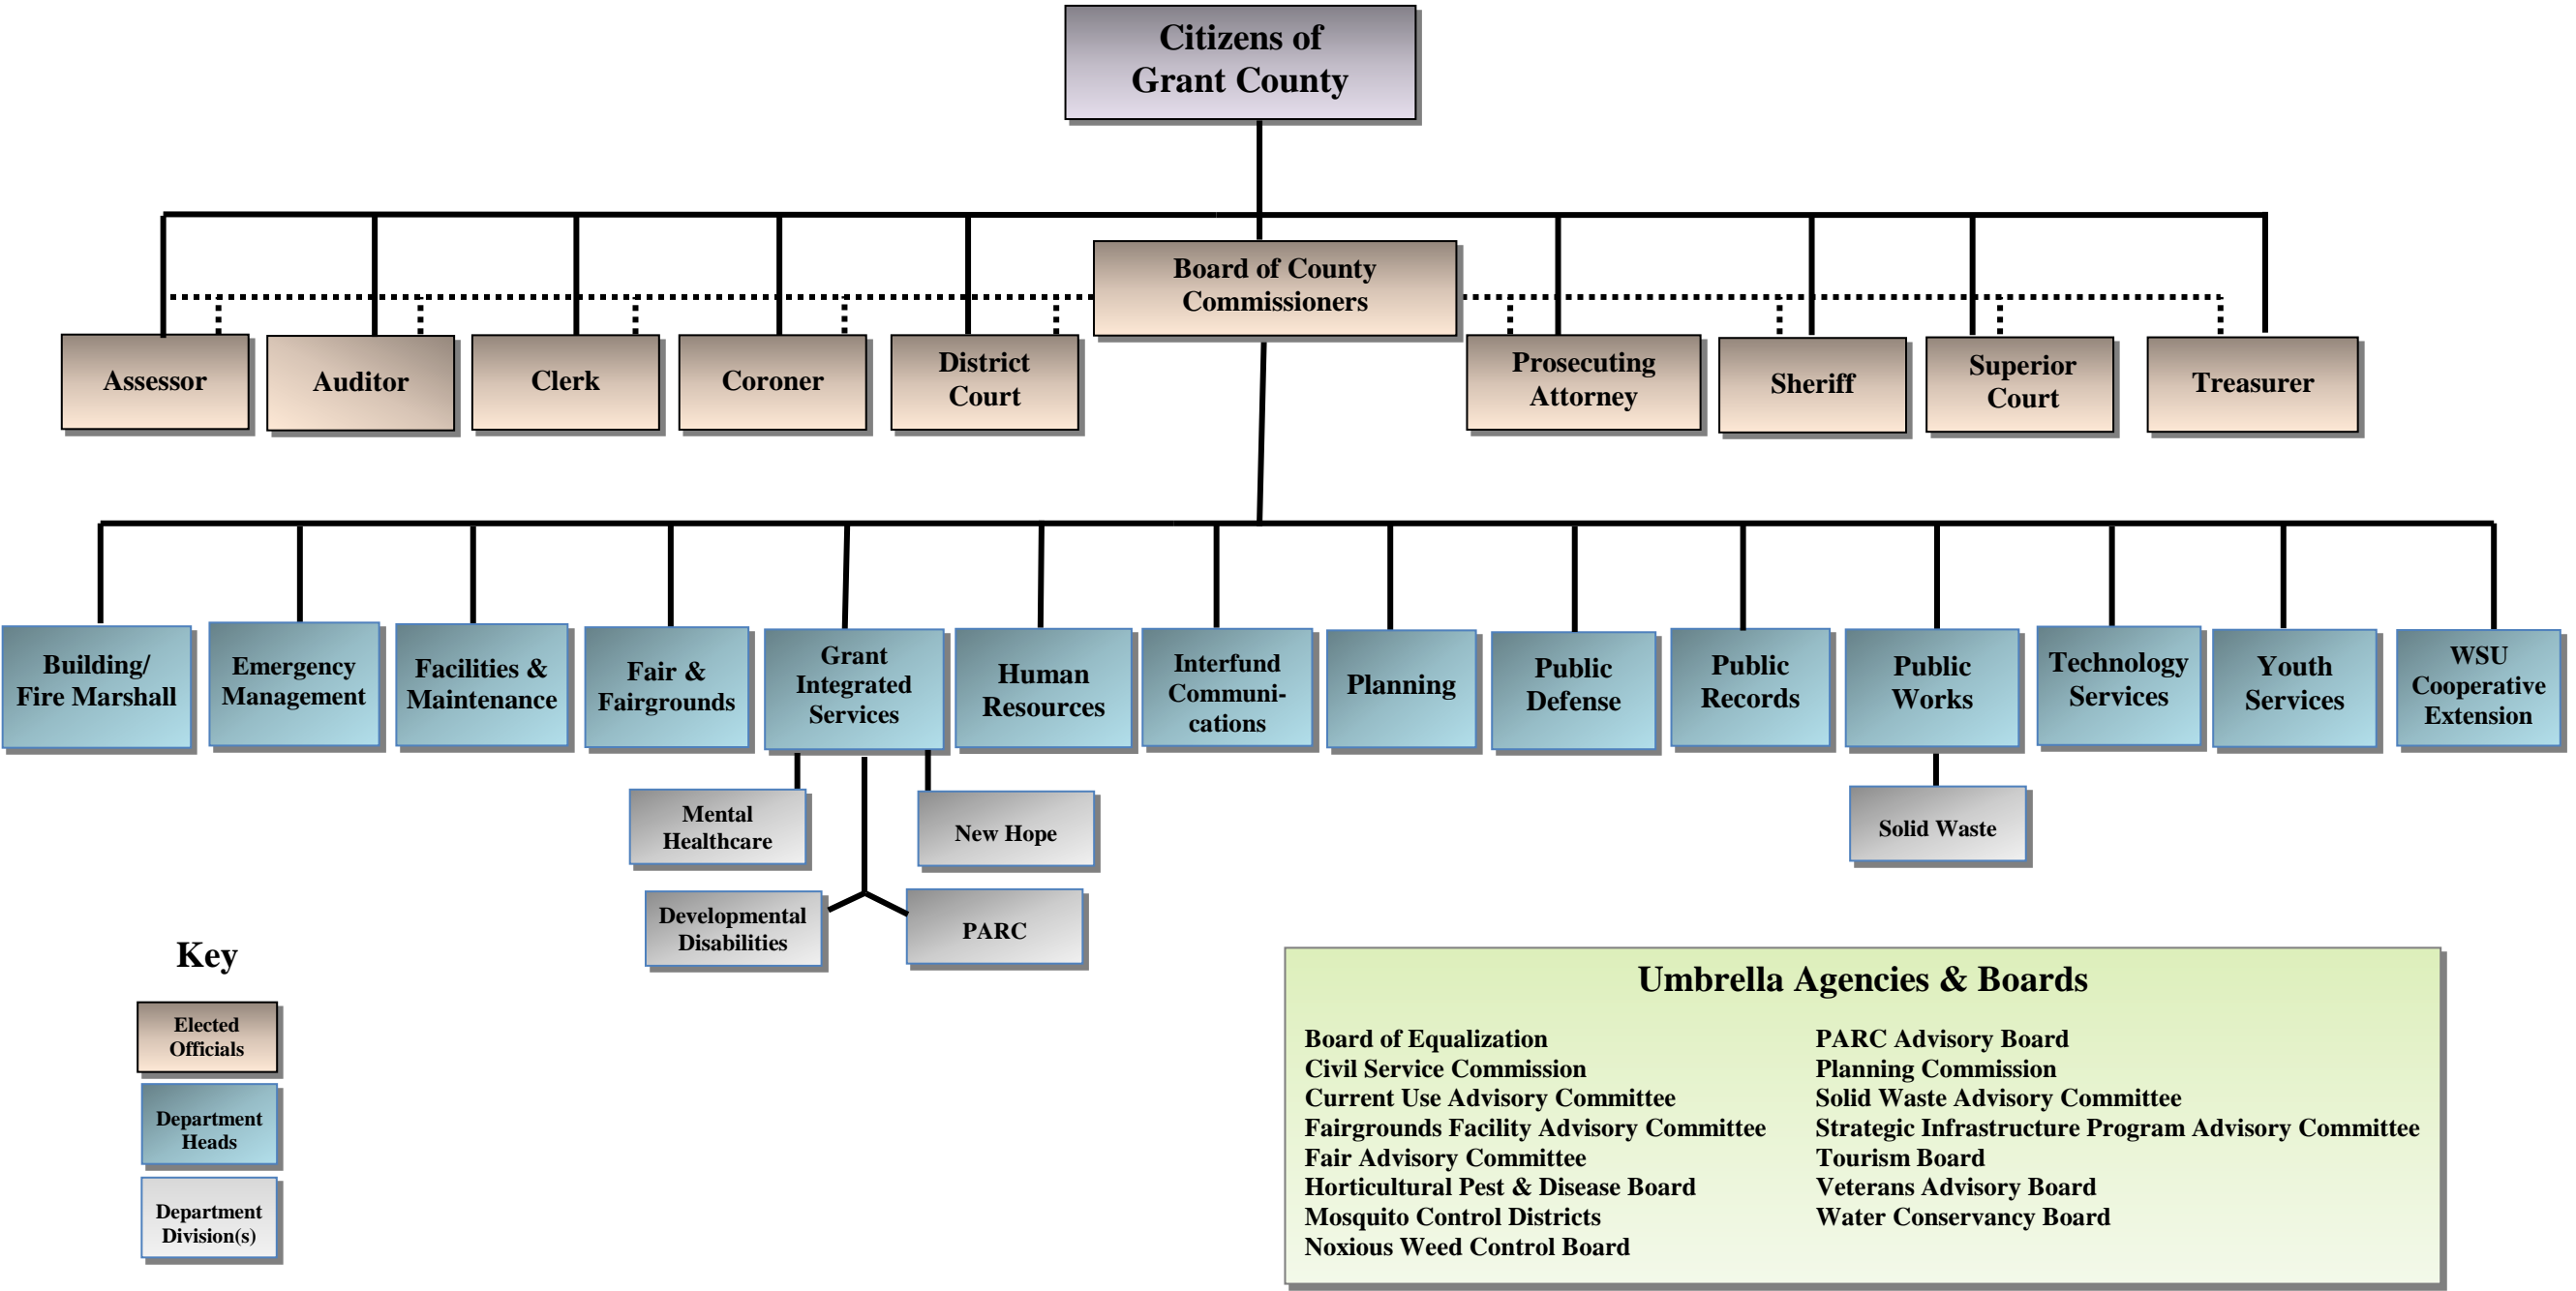 Citizens of
Grant County
Board of County
Commissioners
Assessor
Auditor
Clerk
Coroner
District
Court
Prosecuting
Attorney
Sheriff
Superior
Court
Treasurer
Building/
Fire Marshall
Emergency
Management
Facilities &
Maintenance
Fair &
Fairgrounds
Grant
Integrated
Services
Human
Resources
Interfund
Communi-
cations
Planning
Public
Defense
Public
Records
Public
Works
Technology
Services
Youth
Services
WSU
Cooperative
Extension
Mental
Healthcare
New Hope
Developmental
Disabilities
PARC
Solid Waste
Key
Elected
Officials
Department
Heads
Department
Division(s)
Umbrella Agencies & Boards
Board of Equalization
Civil Service Commission
Current Use Advisory Committee
Fairgrounds Facility Advisory Committee
Fair Advisory Committee
Horticultural Pest & Disease Board
Mosquito Control Districts
Noxious Weed Control Board
PARC Advisory Board
Planning Commission
Solid Waste Advisory Committee
Strategic Infrastructure Program Advisory Committee
Tourism Board
Veterans Advisory Board
Water Conservancy Board